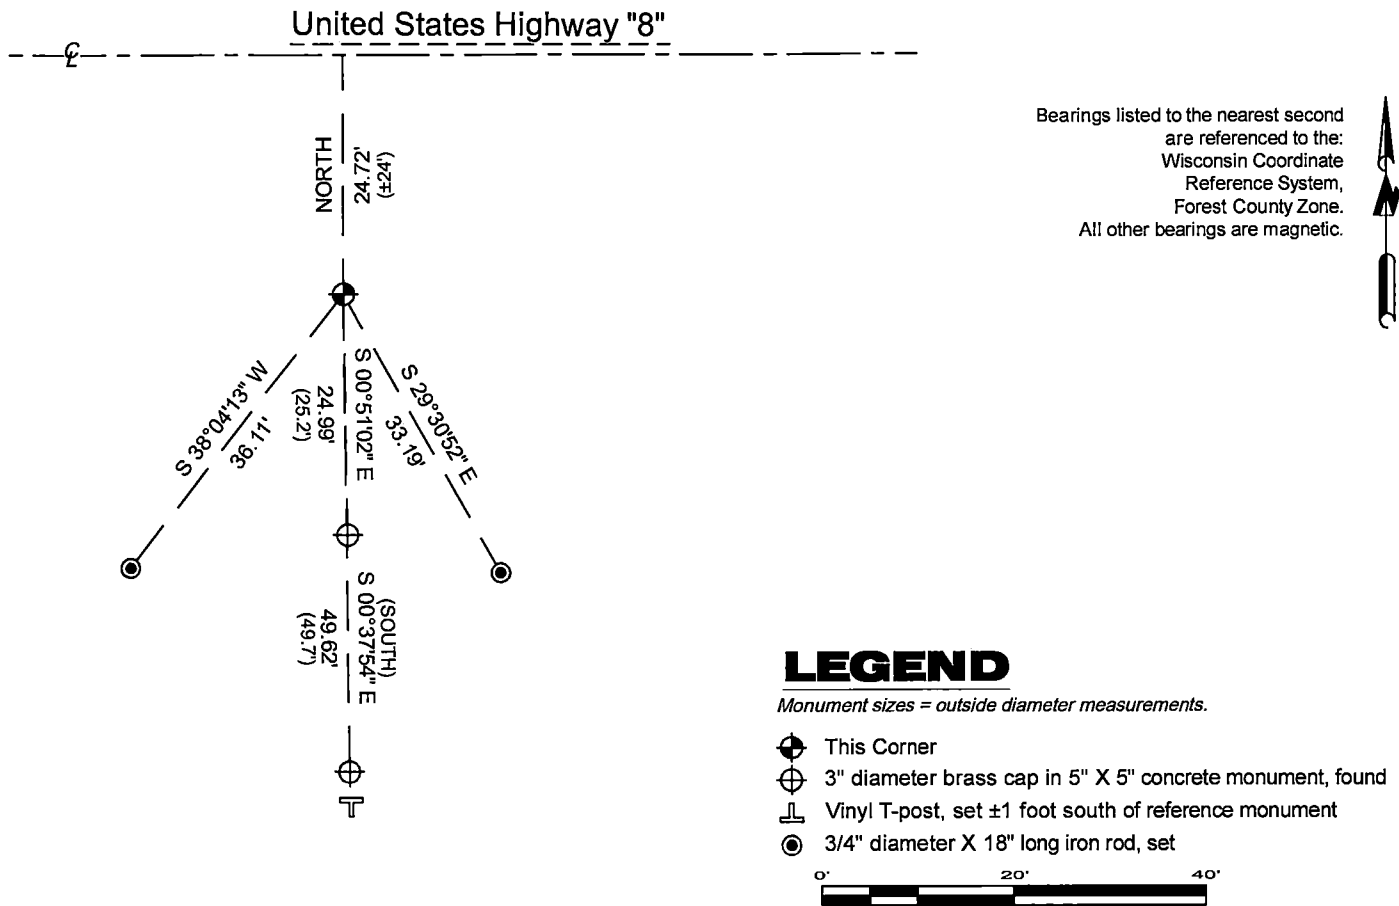 United States Highway "8"
℄
NORTH
24.72'
(±24')
Bearings listed to the nearest second
are referenced to the:
Wisconsin Coordinate
Reference System,
Forest County Zone.
All other bearings are magnetic.
N
S 38°04'13" W
36.11'
S 00°51'02" E
24.99'
(25.2')
S 29°30'52" E
33.19'
(SOUTH)
S 00°37'54" E
49.62'
(49.7')
LEGEND
Monument sizes = outside diameter measurements.
This Corner
3" diameter brass cap in 5" X 5" concrete monument, found
Vinyl T-post, set ±1 foot south of reference monument
3/4" diameter X 18" long iron rod, set
0' 20' 40'